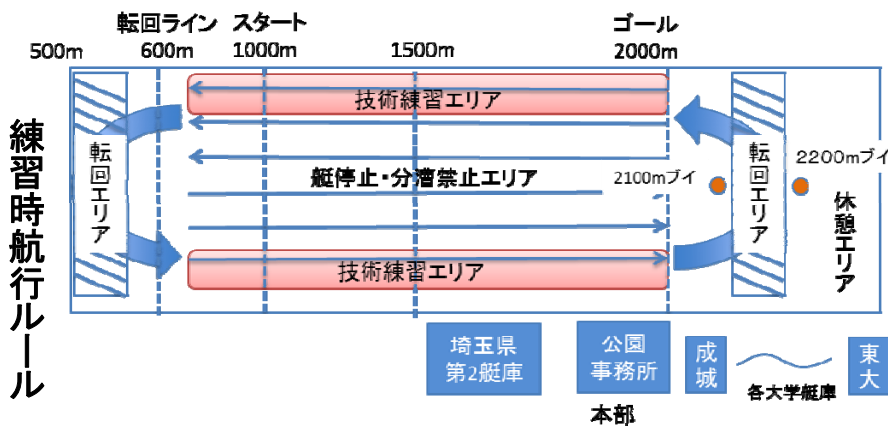 転回ライン スタート ゴール
500m 600m 1000m 1500m 2000m
練習時航行ルール
技術練習エリア
転回エリア
艇停止・分漕禁止エリア
2100mブイ
転回エリア
2200mブイ
休憩エリア
技術練習エリア
埼玉県
第2艇庫
公園
事務所
成城
東大
各大学艇庫
本部